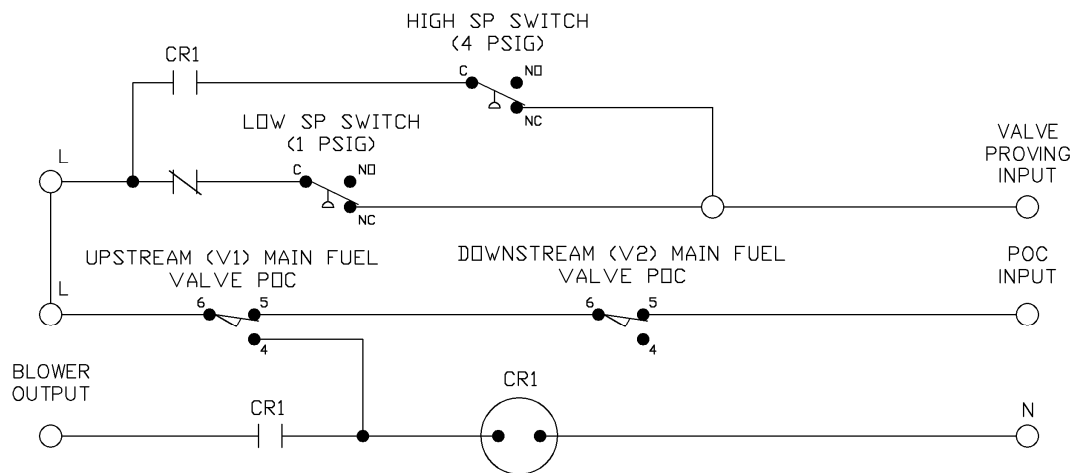 HIGH SP SWITCH
(4 PSIG)
CR1
C
NO
NC
LOW SP SWITCH
(1 PSIG)
L
C
NO
NC
VALVE
PROVING
INPUT
UPSTREAM (V1) MAIN FUEL
VALVE POC
DOWNSTREAM (V2) MAIN FUEL
VALVE POC
POC
INPUT
L
6
5
4
6
5
4
BLOWER
OUTPUT
CR1
CR1
N